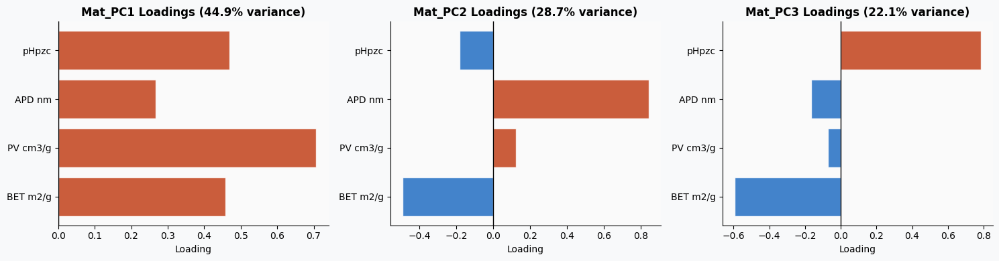 Mat_PC1 Loadings (44.9% variance)
pHpzc
APD nm
PV cm3/g
BET m2/g
0.0 0.1 0.2 0.3 0.4 0.5 0.6 0.7
Loading
Mat_PC2 Loadings (28.7% variance)
pHpzc
APD nm
PV cm3/g
BET m2/g
−0.4 −0.2 0.0 0.2 0.4 0.6 0.8
Loading
Mat_PC3 Loadings (22.1% variance)
pHpzc
APD nm
PV cm3/g
BET m2/g
−0.6 −0.4 −0.2 0.0 0.2 0.4 0.6 0.8
Loading